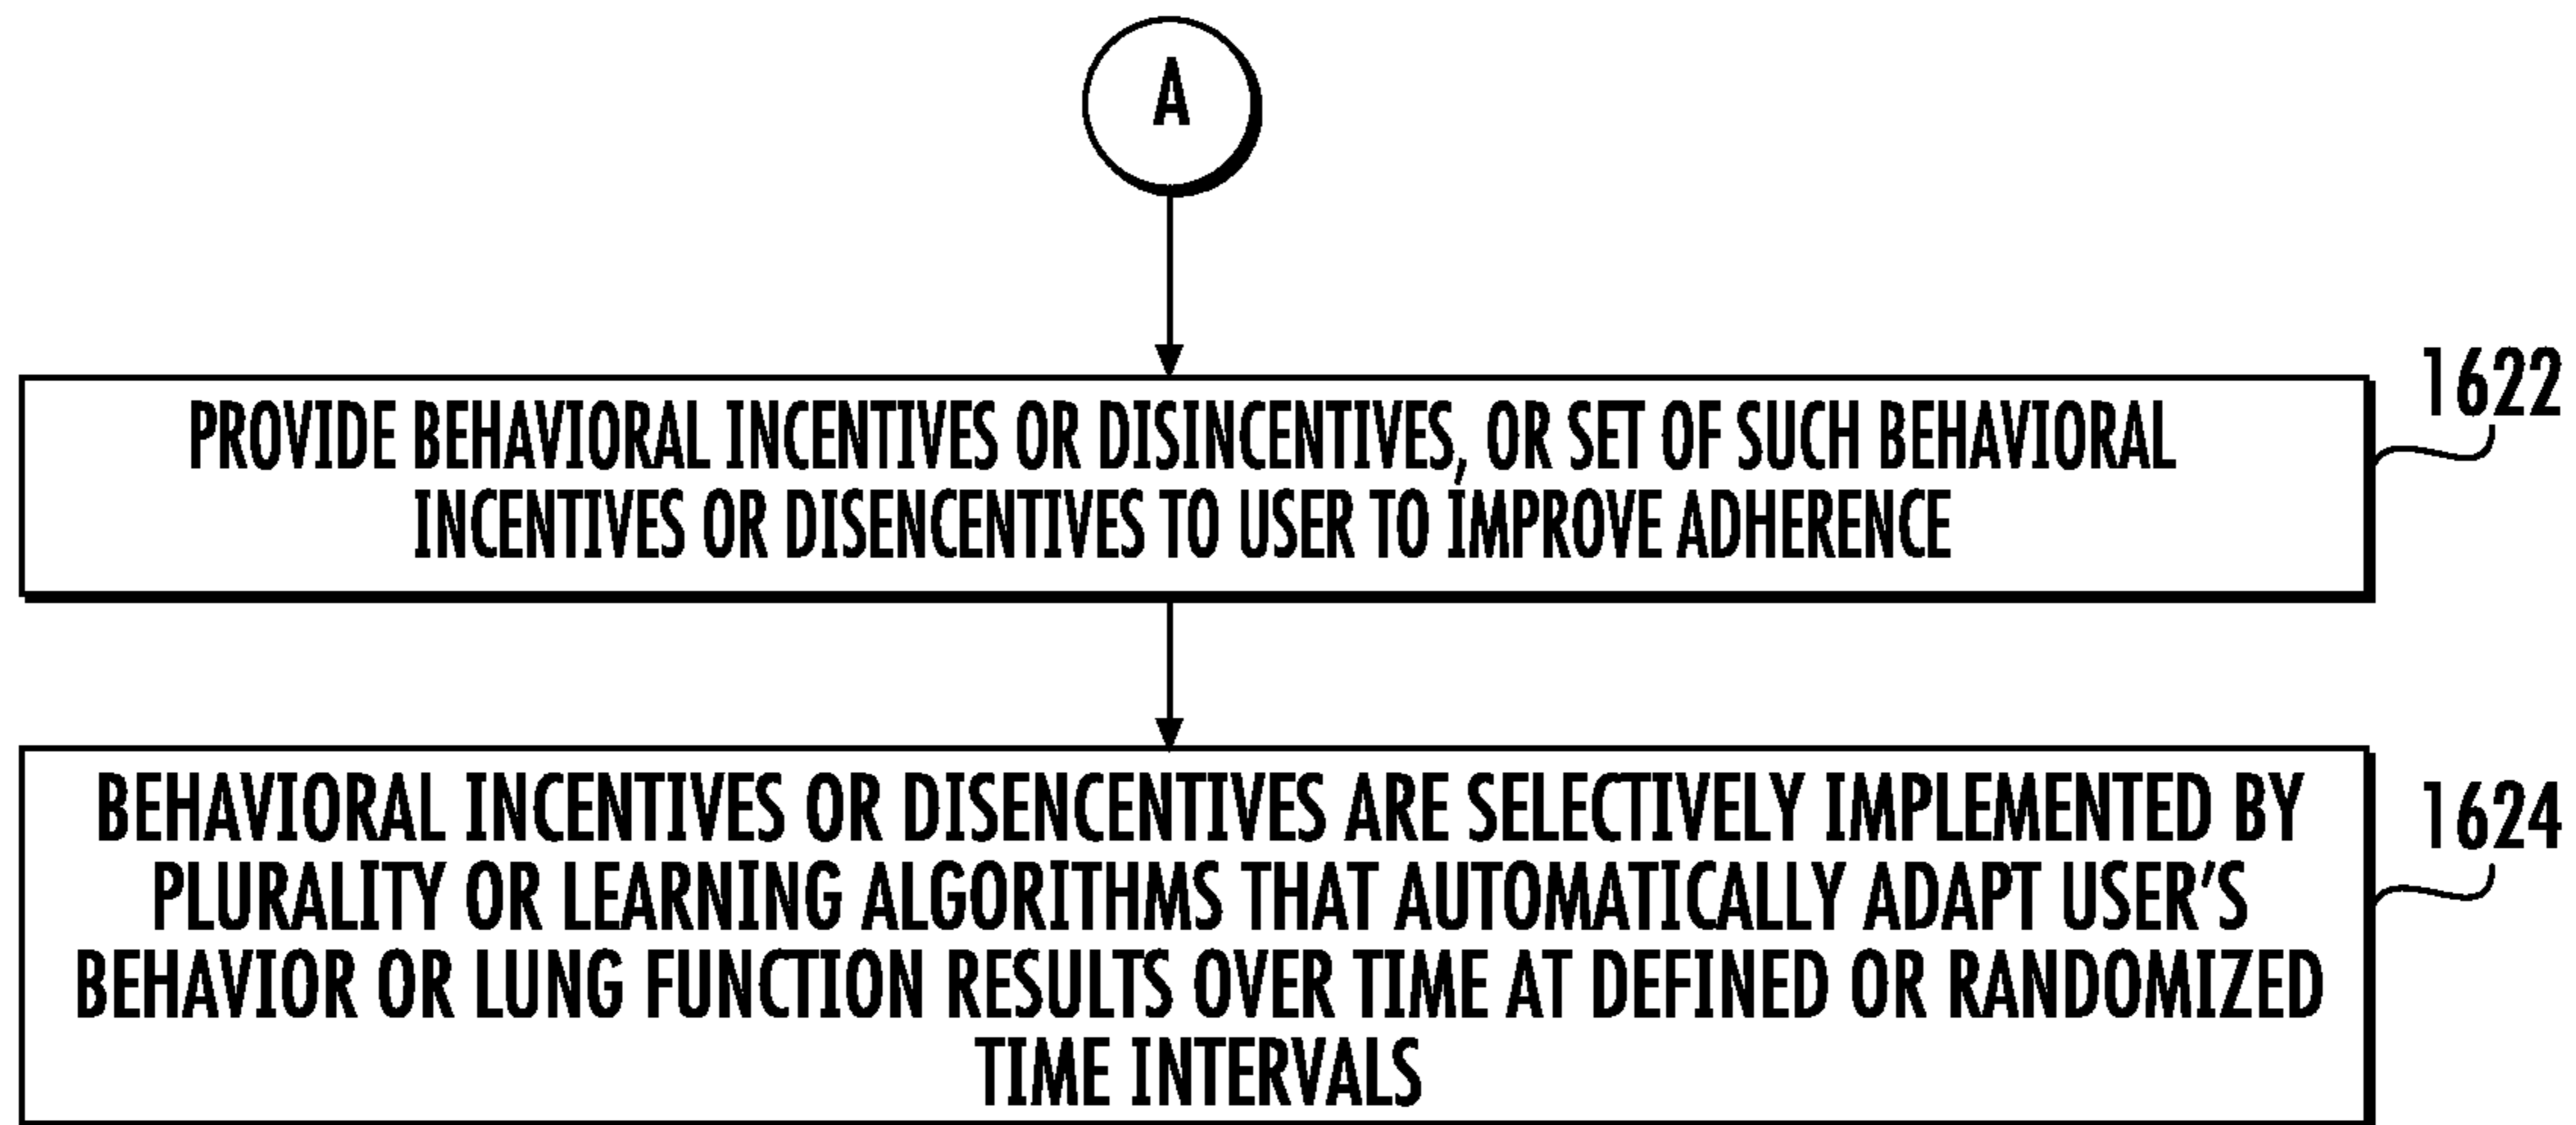 A
1622
PROVIDE BEHAVIORAL INCENTIVES OR DISINCENTIVES, OR SET OF SUCH BEHAVIORAL
INCENTIVES OR DISENCENTIVES TO USER TO IMPROVE ADHERENCE
1624
BEHAVIORAL INCENTIVES OR DISENCENTIVES ARE SELECTIVELY IMPLEMENTED BY
PLURALITY OR LEARNING ALGORITHMS THAT AUTOMATICALLY ADAPT USER'S
BEHAVIOR OR LUNG FUNCTION RESULTS OVER TIME AT DEFINED OR RANDOMIZED
TIME INTERVALS